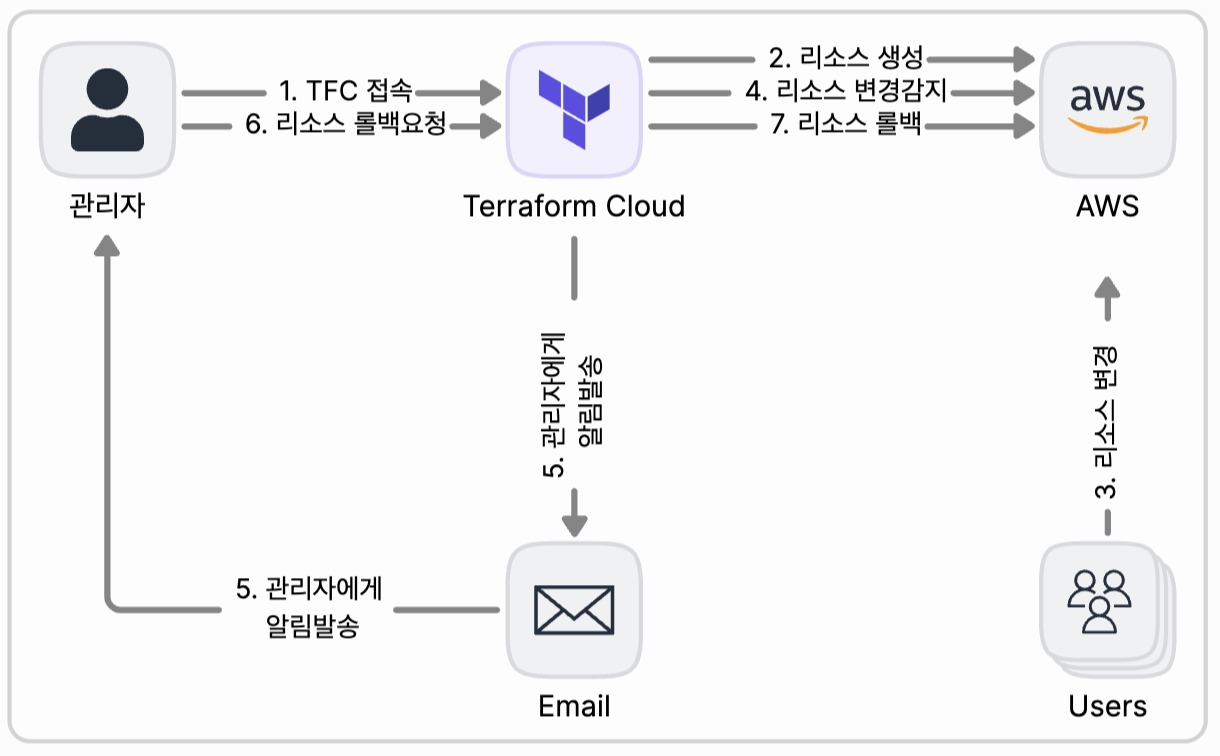 1. TFC 접속
6. 리소스 롤백요청
2. 리소스 생성
4. 리소스 변경감지
7. 리소스 롤백
aws
관리자
Terraform Cloud
AWS
5. 관리자에게
알림발송
3. 리소스 변경
5. 관리자에게
알림발송
Email
Users